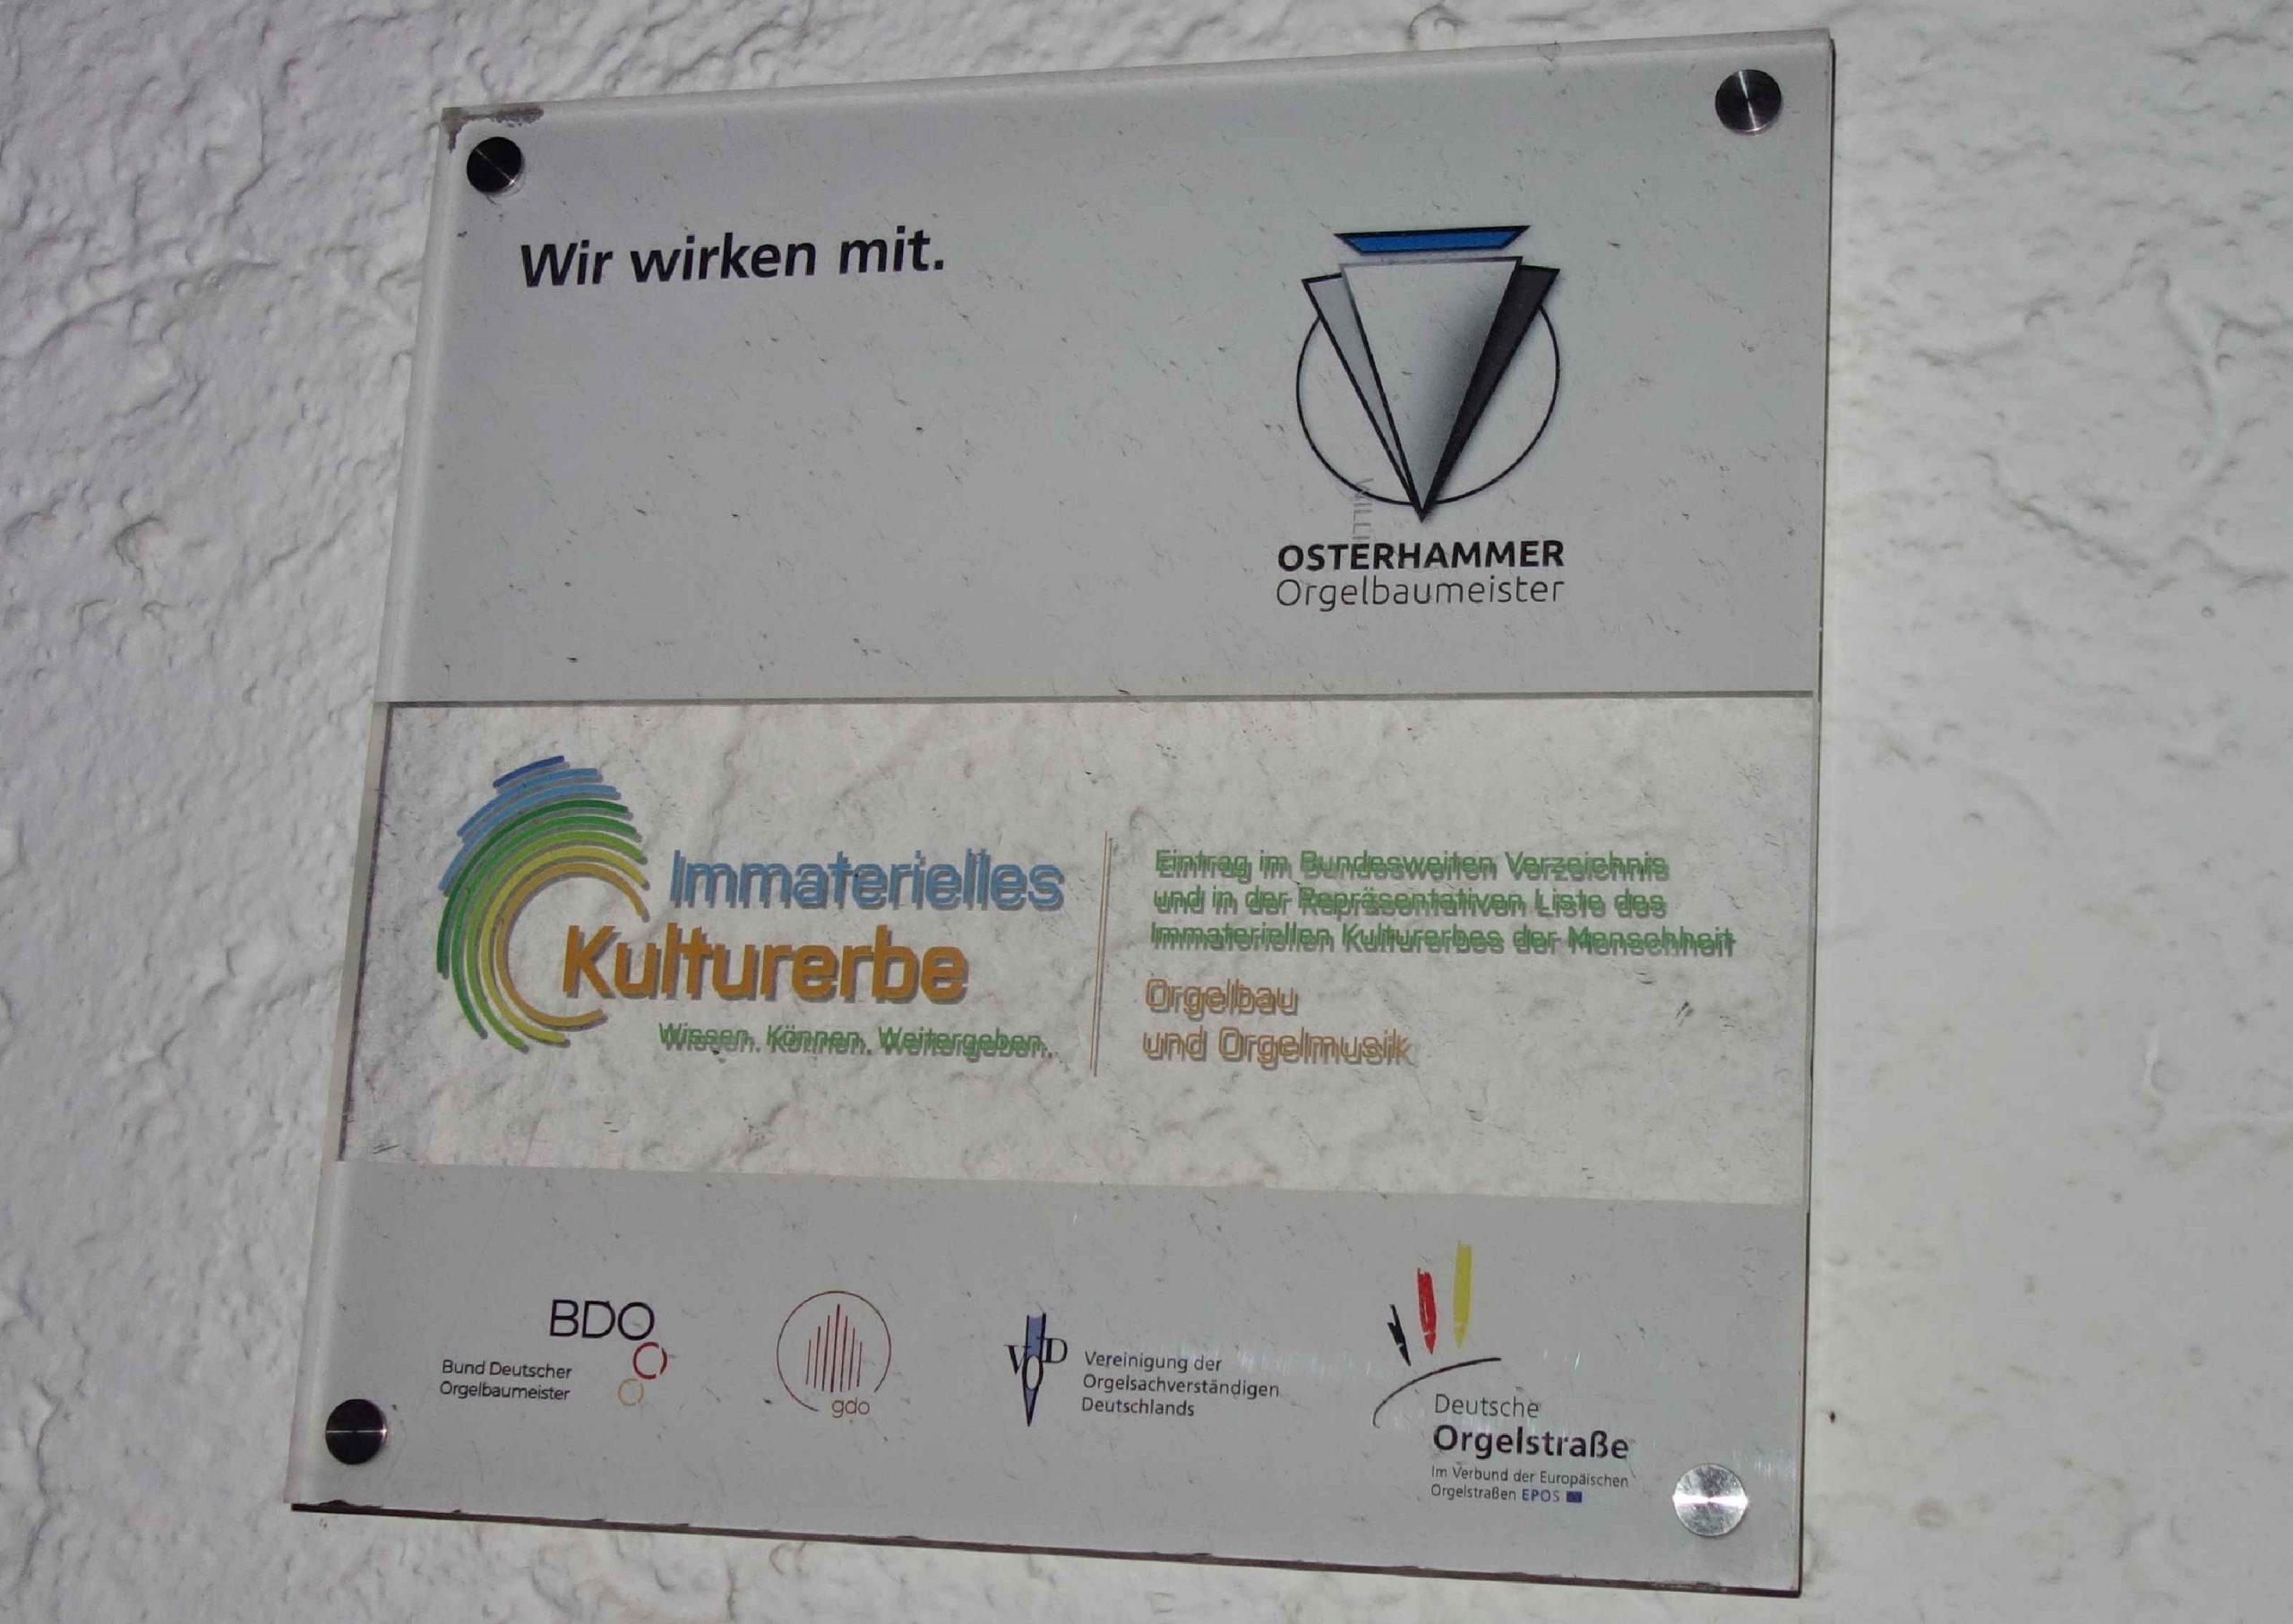 Wir wirken mit.
OSTERHAMMER
Orgelbaumeister
Immaterielles
Kulturerbe
Wissen. Können. Weitergeben.
Eintrag im Bundesweiten Verzeichnis
und in der Repräsentativen Liste des
Immateriellen Kulturerbes der Menschheit
Orgelbau
und Orgelmusik
BDO
Bund Deutscher
Orgelbaumeister
gdo
VOD
Vereinigung der
Orgelsachverständigen
Deutschlands
Deutsche
Orgelstraße
Im Verbund der Europäischen
Orgelstraßen EPOS